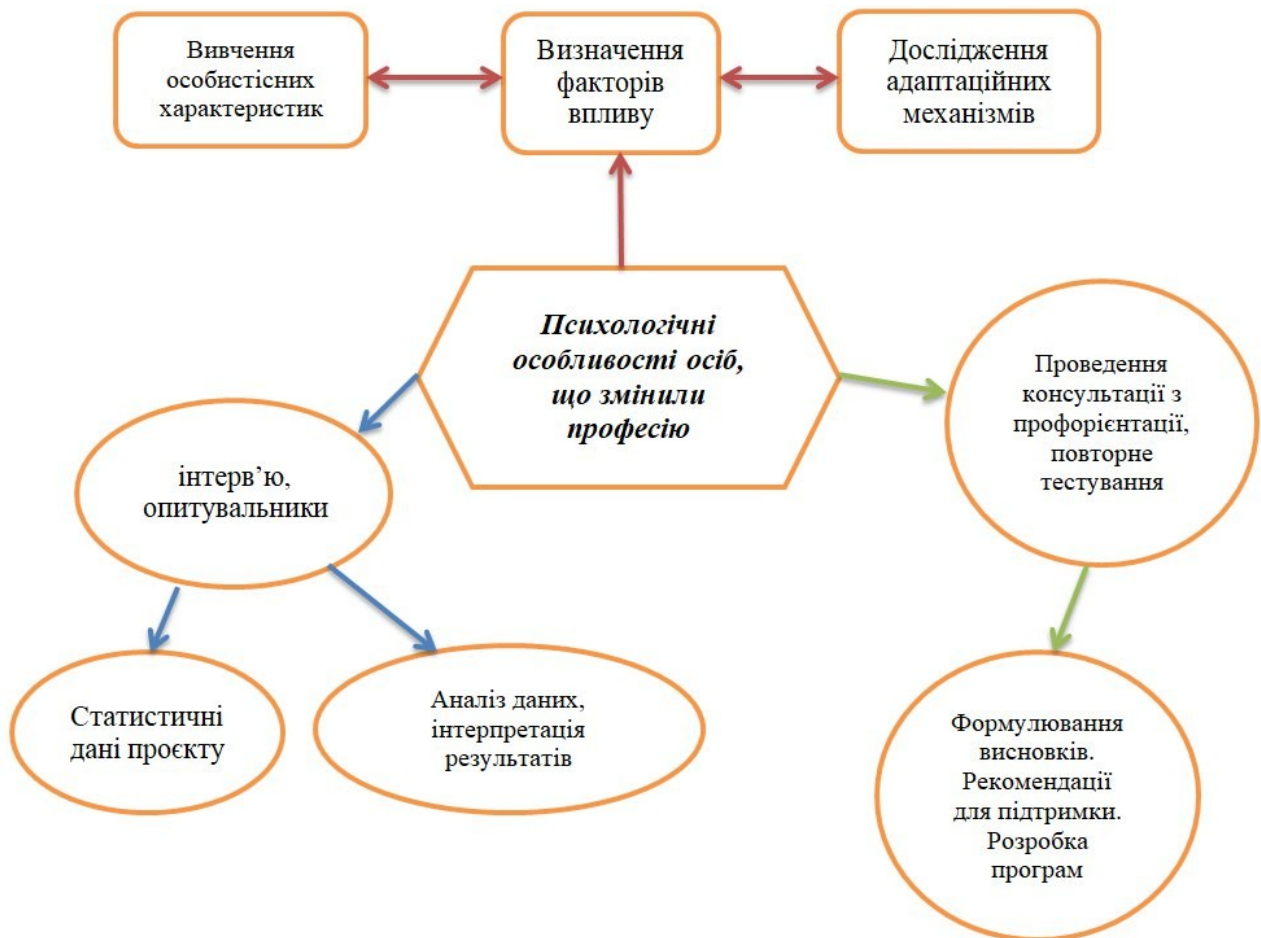 Вивчення
особистісних
характеристик
Визначення
факторів
впливу
Дослідження
адаптаційних
механізмів
Психологічні
особливості осіб,
що змінили
професію
інтерв’ю,
опитувальники
Проведення
консультації з
профорієнтації,
повторне
тестування
Статистичні
дані проєкту
Аналіз даних,
інтерпретація
результатів
Формулювання
висновків.
Рекомендації
для підтримки.
Розробка
програм